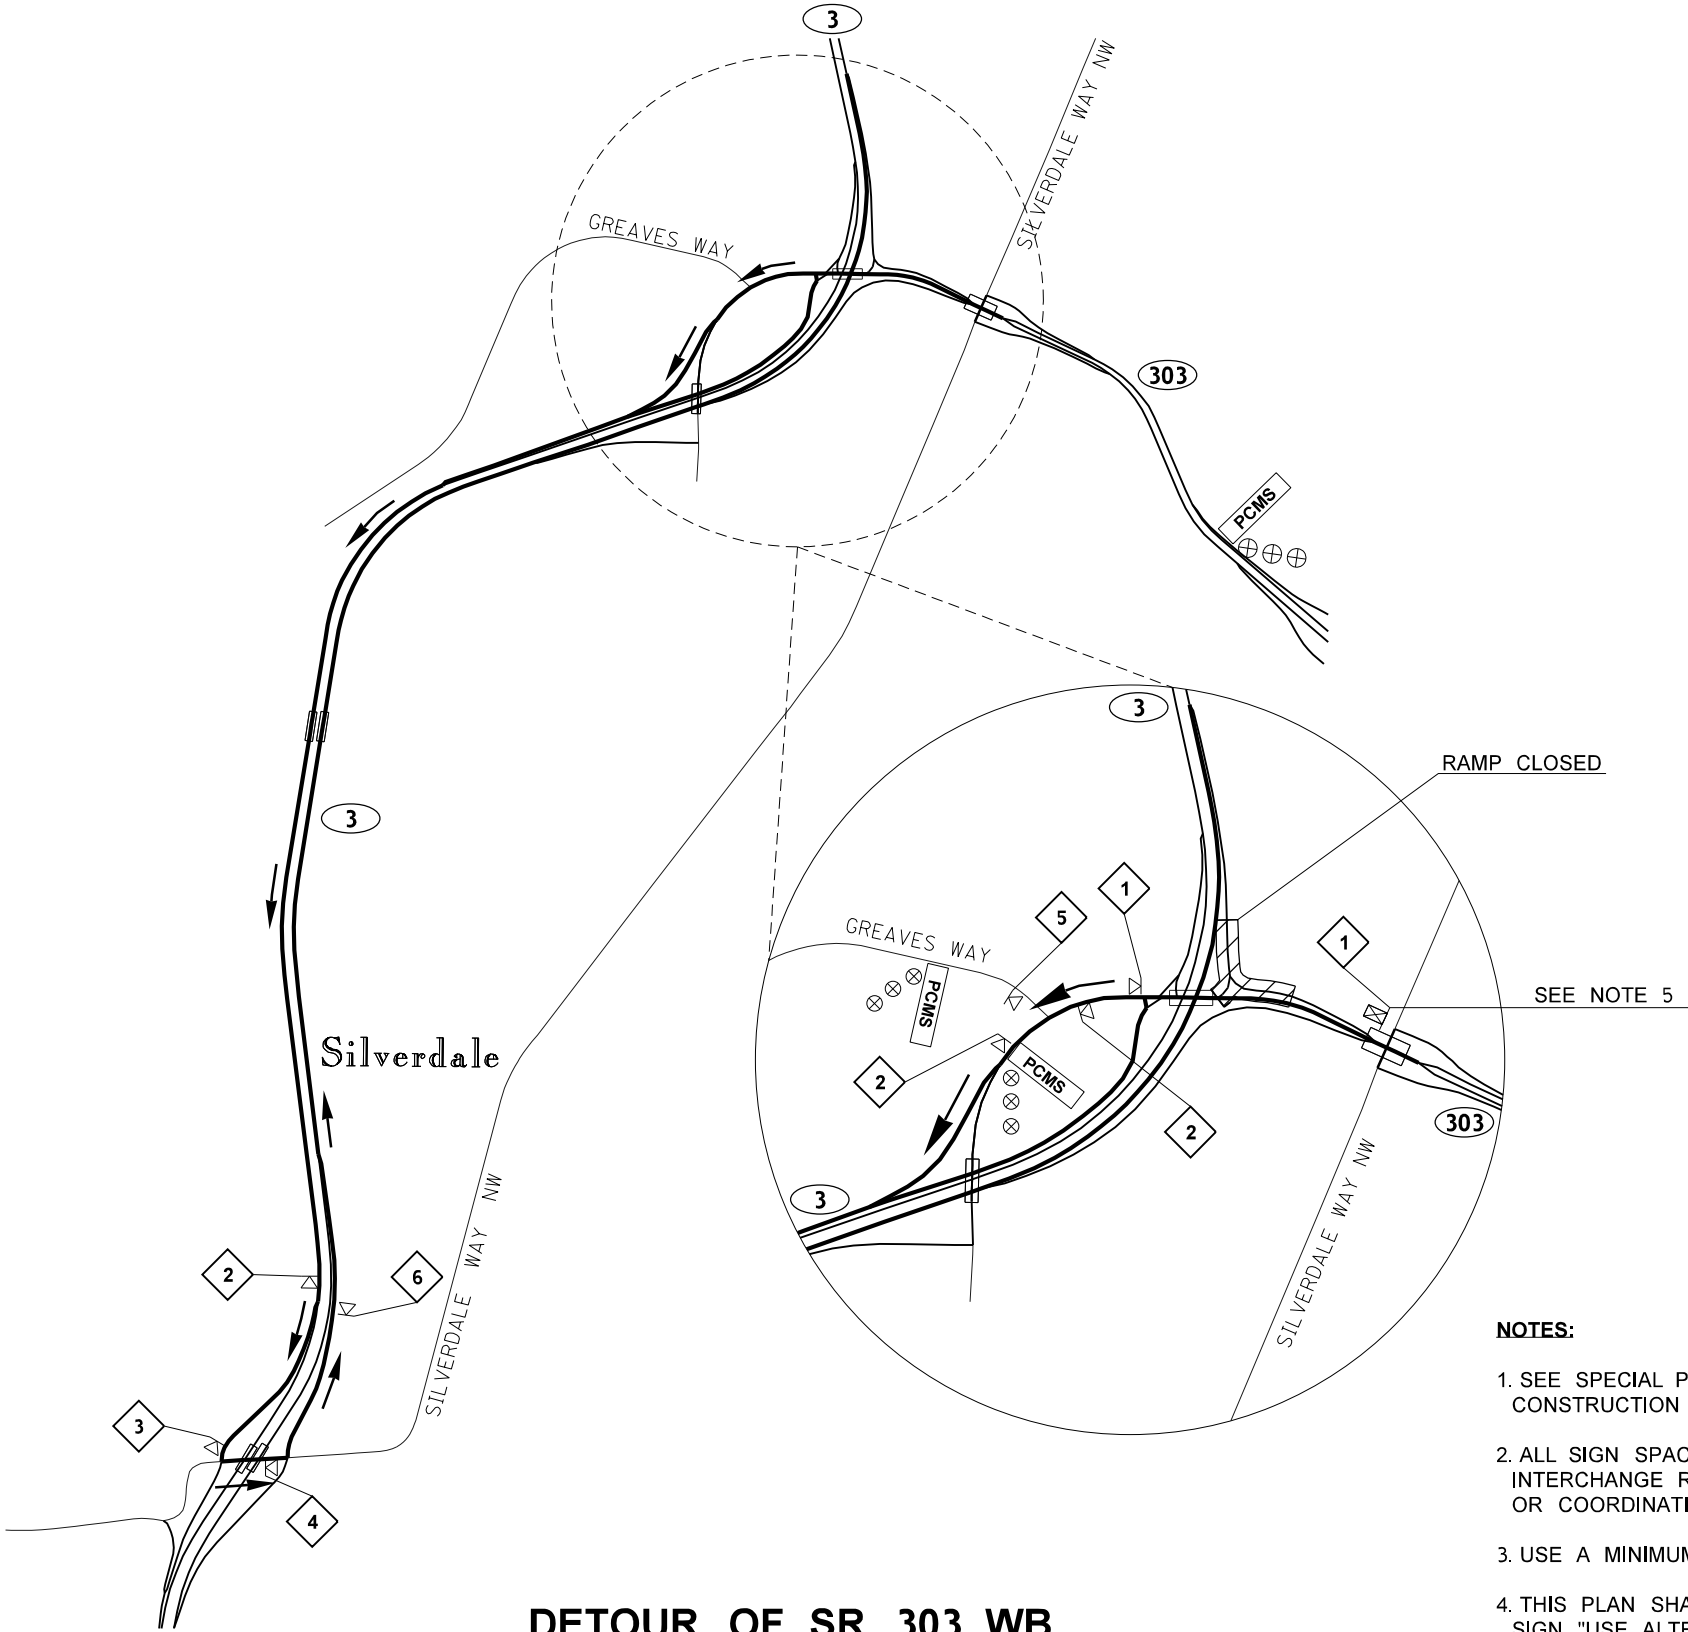 3
SILVERDALE WAY NW
GREAVES WAY
303
PCMS
3
RAMP CLOSED
3
1
5
1
GREAVES WAY
PCMS
SEE NOTE 5
2
PCMS
2
303
3
SILVERDALE WAY NW
Silverdale
2
6
SILVERDALE WAY NW
3
4
NOTES:
1. SEE SPECIAL P
CONSTRUCTION
2. ALL SIGN SPAC
INTERCHANGE R
OR COORDINAT
3. USE A MINIMUM
4. THIS PLAN SHA
SIGN "USE ALTE
DETOUR OF SR 303 WB